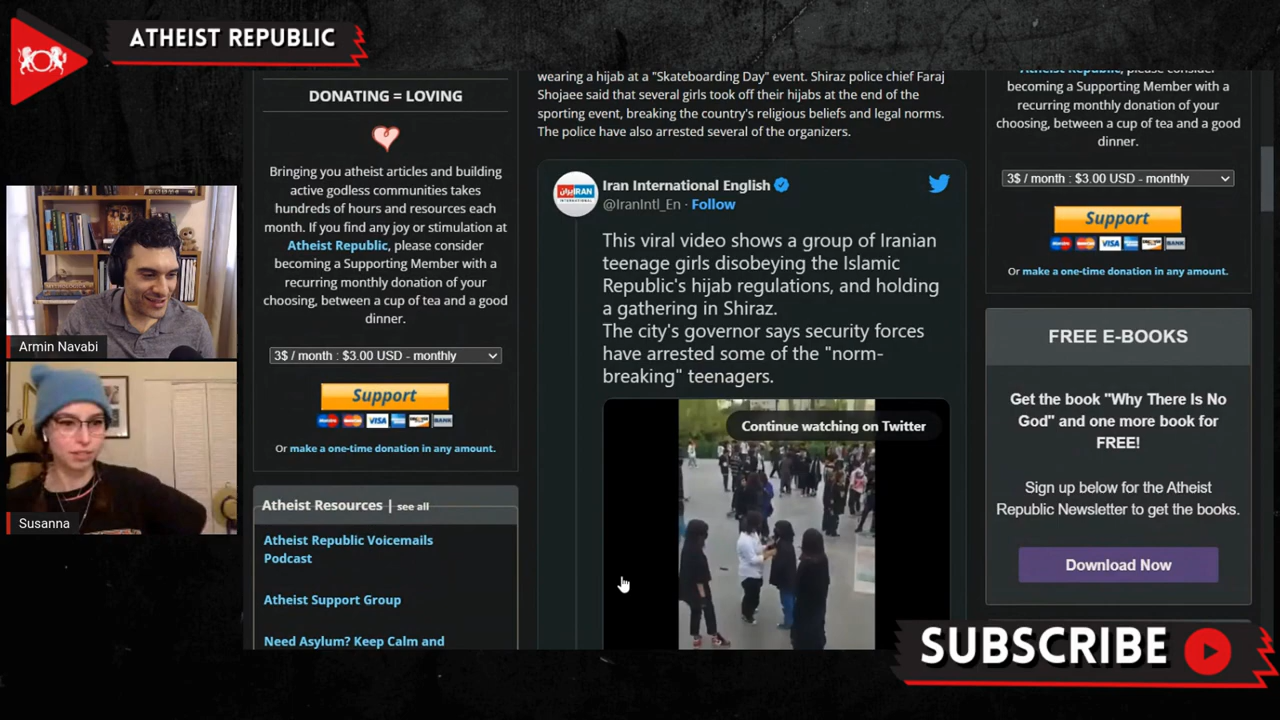 ATHEIST REPUBLIC
Armin Navabi
Susanna
DONATING = LOVING
Bringing you atheist articles and building
active godless communities takes
hundreds of hours and resources each
month. If you find any joy or stimulation at
Atheist Republic, please consider
becoming a Supporting Member with a
recurring monthly donation of your
choosing, between a cup of tea and a good
dinner.
3$ / month : $3.00 USD - monthly
Support
VISA
BANK
Or make a one-time donation in any amount.
Atheist Resources | see all
Atheist Republic Voicemails
Podcast
Atheist Support Group
Need Asylum? Keep Calm and
wearing a hijab at a "Skateboarding Day" event. Shiraz police chief Faraj
Shojaee said that several girls took off their hijabs at the end of the
sporting event, breaking the country's religious beliefs and legal norms.
The police have also arrested several of the organizers.
ایران IRAN
INTERNATIONAL
Iran International English
@IranIntl_En · Follow
This viral video shows a group of Iranian
teenage girls disobeying the Islamic
Republic's hijab regulations, and holding
a gathering in Shiraz.
The city's governor says security forces
have arrested some of the "norm-
breaking" teenagers.
Continue watching on Twitter
Atheist Republic, please consider
becoming a Supporting Member with a
recurring monthly donation of your
choosing, between a cup of tea and a good
dinner.
3$ / month : $3.00 USD - monthly
Support
VISA
BANK
Or make a one-time donation in any amount.
FREE E-BOOKS
Get the book "Why There Is No
God" and one more book for
FREE!
Sign up below for the Atheist
Republic Newsletter to get the books.
Download Now
SUBSCRIBE